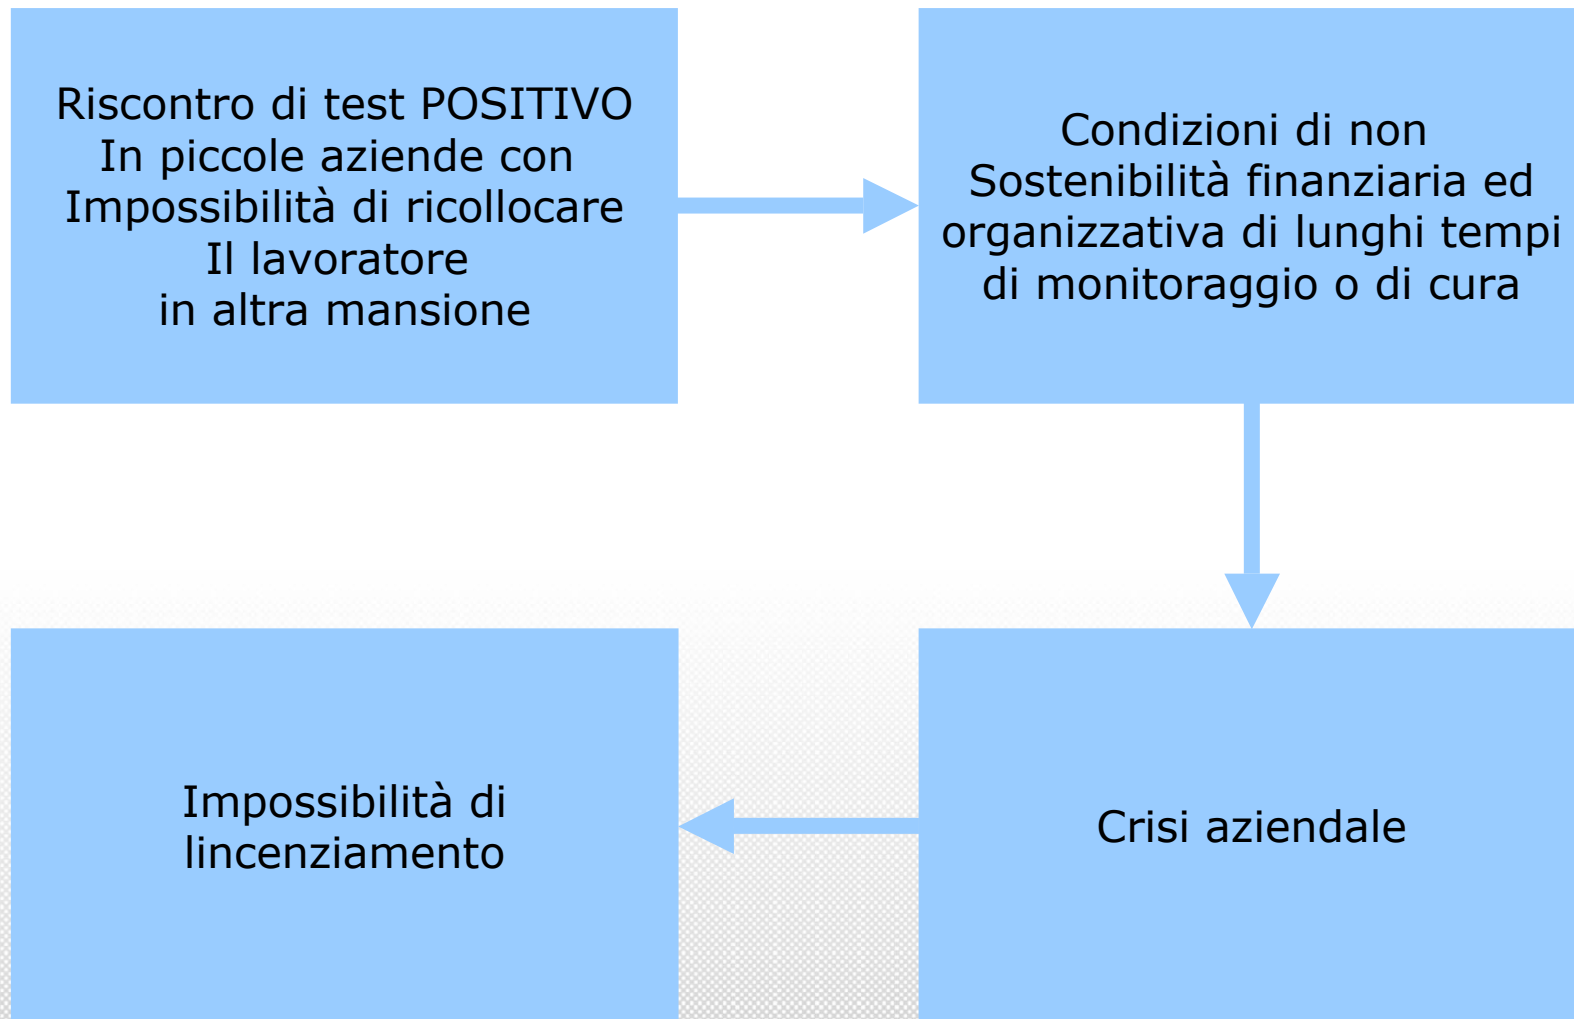 Riscontro di test POSITIVO
In piccole aziende con
Impossibilità di ricollocare
Il lavoratore
in altra mansione
Condizioni di non
Sostenibilità finanziaria ed
organizzativa di lunghi tempi
di monitoraggio o di cura
Crisi aziendale
Impossibilità di
lincenziamento